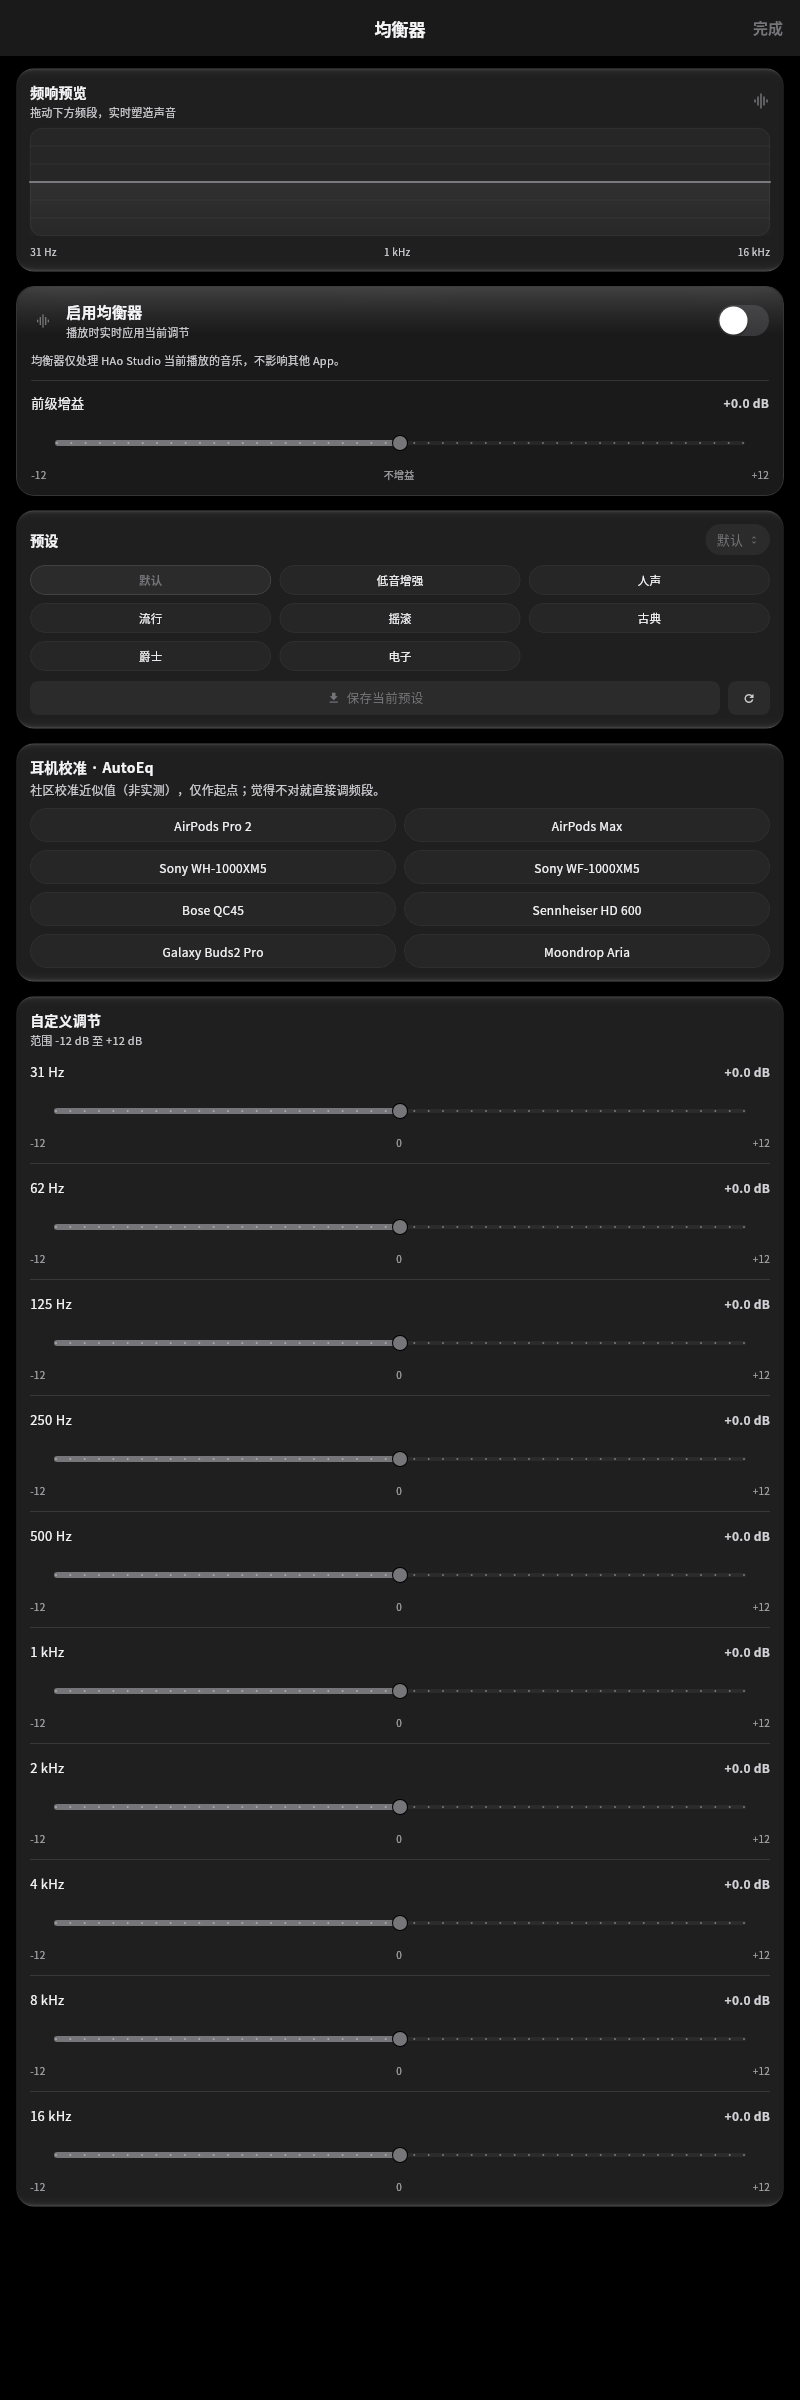 均衡器
完成
频响预览
拖动下方频段，实时塑造声音
31 Hz 1 kHz 16 kHz
启用均衡器
播放时实时应用当前调节
均衡器仅处理 HAo Studio 当前播放的音乐，不影响其他 App。
前级增益 +0.0 dB
-12 不增益 +12
预设 默认
默认 低音增强 人声
流行 摇滚 古典
爵士 电子
保存当前预设
耳机校准 · AutoEq
社区校准近似值（非实测），仅作起点；觉得不对就直接调频段。
AirPods Pro 2 AirPods Max
Sony WH-1000XM5 Sony WF-1000XM5
Bose QC45 Sennheiser HD 600
Galaxy Buds2 Pro Moondrop Aria
自定义调节
范围 -12 dB 至 +12 dB
31 Hz +0.0 dB
-12 0 +12
62 Hz +0.0 dB
-12 0 +12
125 Hz +0.0 dB
-12 0 +12
250 Hz +0.0 dB
-12 0 +12
500 Hz +0.0 dB
-12 0 +12
1 kHz +0.0 dB
-12 0 +12
2 kHz +0.0 dB
-12 0 +12
4 kHz +0.0 dB
-12 0 +12
8 kHz +0.0 dB
-12 0 +12
16 kHz +0.0 dB
-12 0 +12